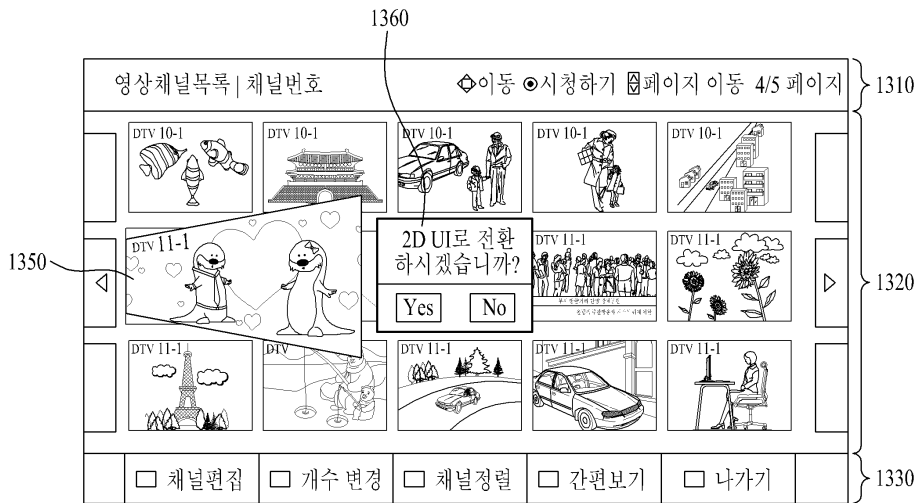 1360
영상채널목록 | 채널번호
이동 시청하기 페이지 이동 4/5 페이지
1310
DTV 10-1
DTV 10-1
DTV 10-1
DTV 10-1
DTV 10-1
1350
DTV 11-1
2D UI로 전환
하시겠습니까?
Yes
No
DTV 11-1
DTV 11-1
1320
DTV 11-1
DTV
DTV 11-1
DTV 11-1
DTV 11-1
채널편집
개수 변경
채널정렬
간편보기
나가기
1330